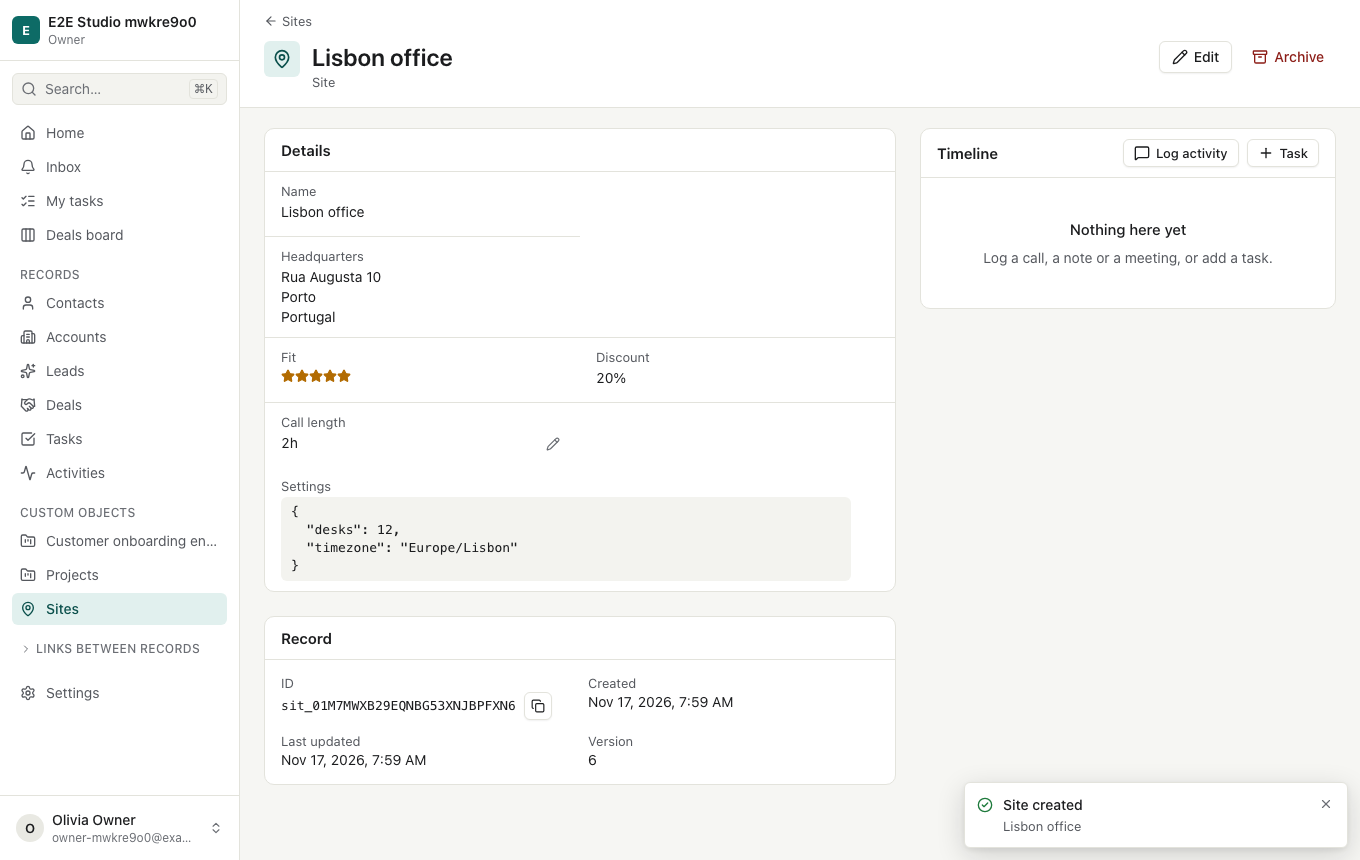 E
E2E Studio mwkre9o0
Owner
Search...
⌘K
Home
Inbox
My tasks
Deals board
RECORDS
Contacts
Accounts
Leads
Deals
Tasks
Activities
CUSTOM OBJECTS
Customer onboarding en...
Projects
Sites
LINKS BETWEEN RECORDS
Settings
O
Olivia Owner
owner-mwkre9o0@exa...
Sites
Lisbon office
Site
Edit
Archive
Details
Name
Lisbon office
Headquarters
Rua Augusta 10
Porto
Portugal
Fit
Discount
20%
Call length
2h
Settings
{
"desks": 12,
"timezone": "Europe/Lisbon"
}
Record
ID
sit_01M7MWXB29EQNBG53XNJBPFXN6
Created
Nov 17, 2026, 7:59 AM
Last updated
Nov 17, 2026, 7:59 AM
Version
6
Timeline
Log activity
Task
Nothing here yet
Log a call, a note or a meeting, or add a task.
Site created
Lisbon office